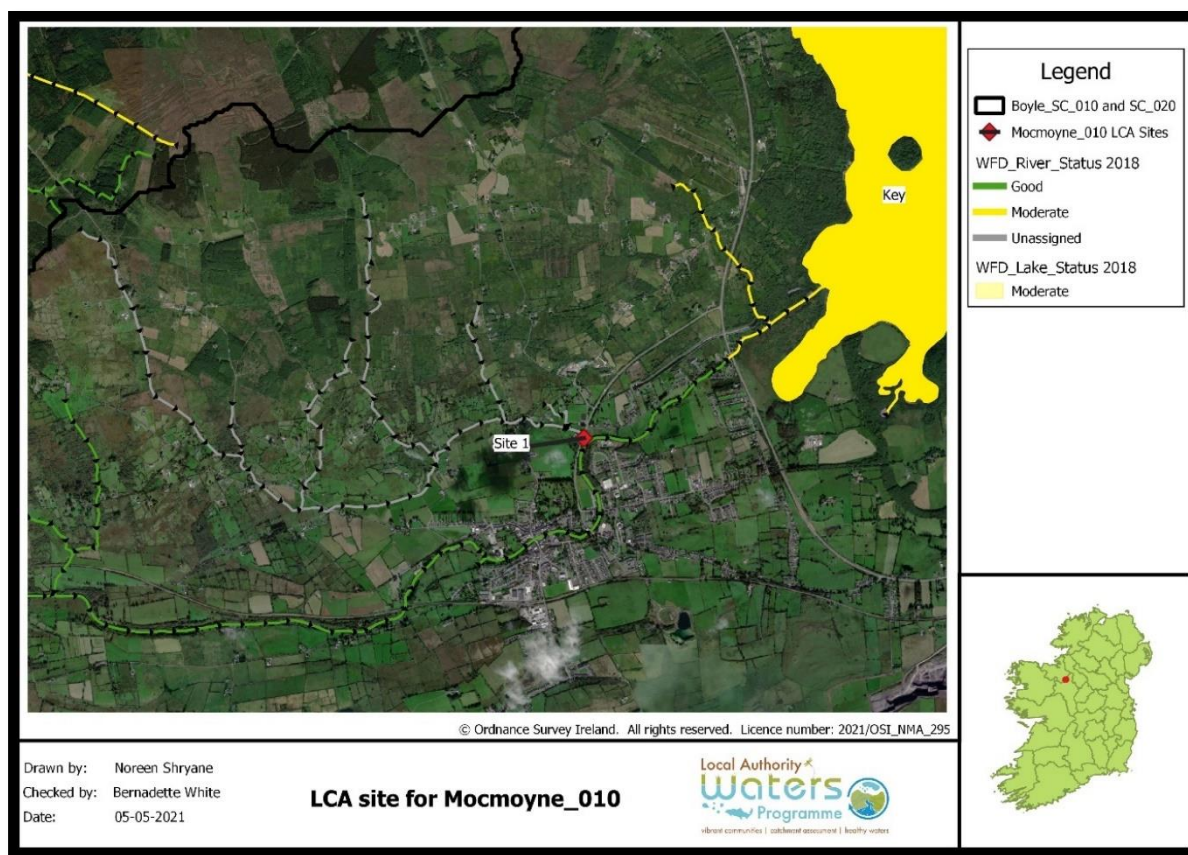 Key
Site 1
© Ordnance Survey Ireland. All rights reserved. Licence number: 2021/OSI_NMA_295
Legend
Boyle_SC_010 and SC_020
Mocmoyne_010 LCA Sites
WFD_River_Status 2018
Good
Moderate
Unassigned
WFD_Lake_Status 2018
Moderate
Drawn by: Noreen Shryane
Checked by: Bernadette White
Date: 05-05-2021
LCA site for Mocmoyne_010
Local Authority
Waters
Programme
vibrant communities | catchment assessment | healthy waters